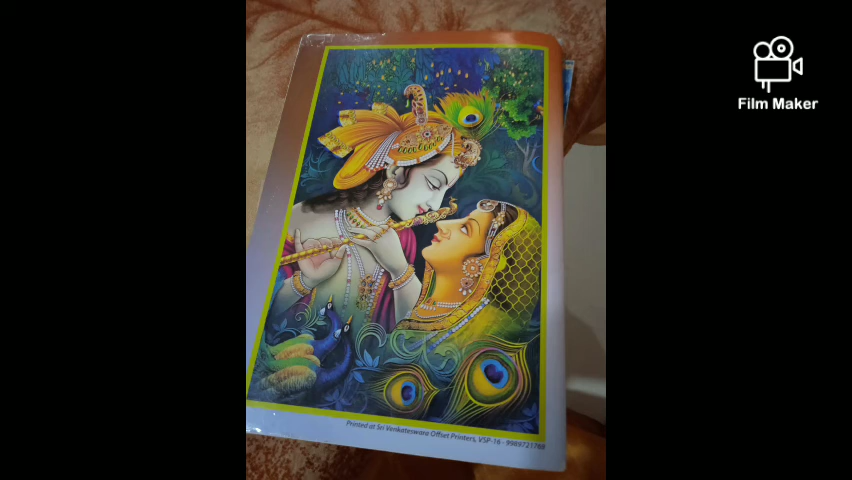 Film Maker
Printed at Sri Venkateswara Offset Printers, VSP-16 - 9989721788